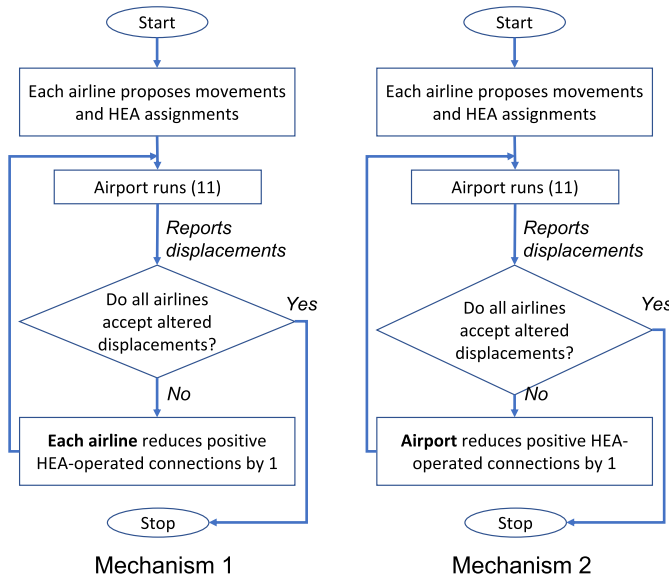 Start
Each airline proposes movements
and HEA assignments
Airport runs (11)
Reports
displacements
Do all airlines
accept altered
displacements?
Yes
No
Each airline reduces positive
HEA-operated connections by 1
Stop
Mechanism 1
Start
Each airline proposes movements
and HEA assignments
Airport runs (11)
Reports
displacements
Do all airlines
accept altered
displacements?
Yes
No
Airport reduces positive HEA-
operated connections by 1
Stop
Mechanism 2